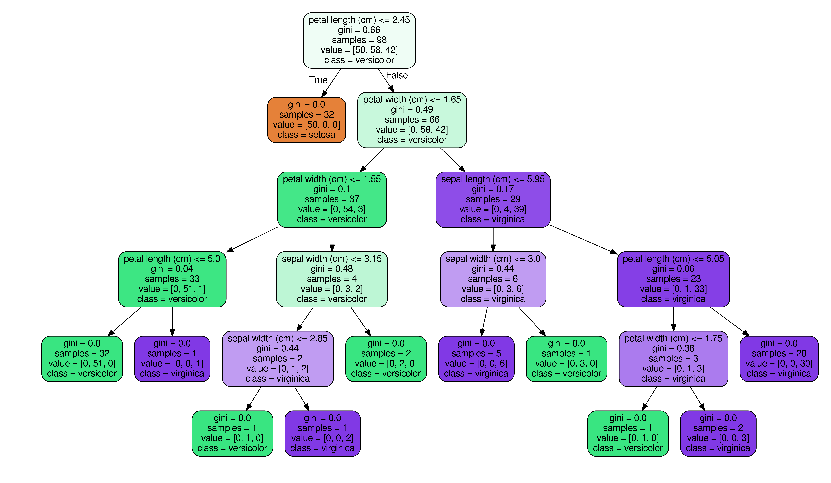 petal length (cm) <= 2.45
gini = 0.66
samples = 98
value = [50, 58, 42]
class = versicolor
True
False
gini = 0.0
samples = 32
value = [50, 0, 0]
class = setosa
petal width (cm) <= 1.65
gini = 0.49
samples = 66
value = [0, 58, 42]
class = versicolor
petal width (cm) <= 1.55
gini = 0.1
samples = 37
value = [0, 54, 3]
class = versicolor
sepal length (cm) <= 5.95
gini = 0.17
samples = 29
value = [0, 4, 39]
class = virginica
petal length (cm) <= 5.0
gini = 0.04
samples = 33
value = [0, 51, 1]
class = versicolor
sepal width (cm) <= 3.15
gini = 0.48
samples = 4
value = [0, 3, 2]
class = versicolor
sepal width (cm) <= 3.0
gini = 0.44
samples = 6
value = [0, 3, 6]
class = virginica
petal length (cm) <= 5.05
gini = 0.06
samples = 23
value = [0, 1, 33]
class = virginica
gini = 0.0
samples = 32
value = [0, 51, 0]
class = versicolor
gini = 0.0
samples = 1
value = [0, 0, 1]
class = virginica
sepal width (cm) <= 2.85
gini = 0.44
samples = 2
value = [0, 1, 2]
class = virginica
gini = 0.0
samples = 2
value = [0, 2, 0]
class = versicolor
gini = 0.0
samples = 5
value = [0, 0, 6]
class = virginica
gini = 0.0
samples = 1
value = [0, 3, 0]
class = versicolor
petal width (cm) <= 1.75
gini = 0.38
samples = 3
value = [0, 1, 3]
class = virginica
gini = 0.0
samples = 20
value = [0, 0, 30]
class = virginica
gini = 0.0
samples = 1
value = [0, 1, 0]
class = versicolor
gini = 0.0
samples = 1
value = [0, 0, 2]
class = virginica
gini = 0.0
samples = 1
value = [0, 1, 0]
class = versicolor
gini = 0.0
samples = 2
value = [0, 0, 3]
class = virginica